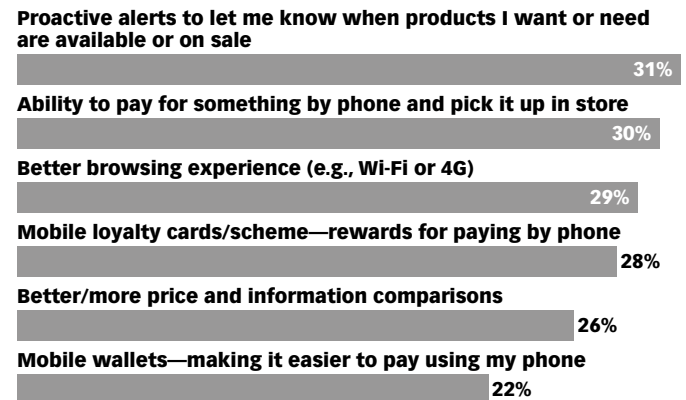 Proactive alerts to let me know when products I want or need
are available or on sale
31%
Ability to pay for something by phone and pick it up in store
30%
Better browsing experience (e.g., Wi-Fi or 4G)
29%
Mobile loyalty cards/scheme—rewards for paying by phone
28%
Better/more price and information comparisons
26%
Mobile wallets—making it easier to pay using my phone
22%